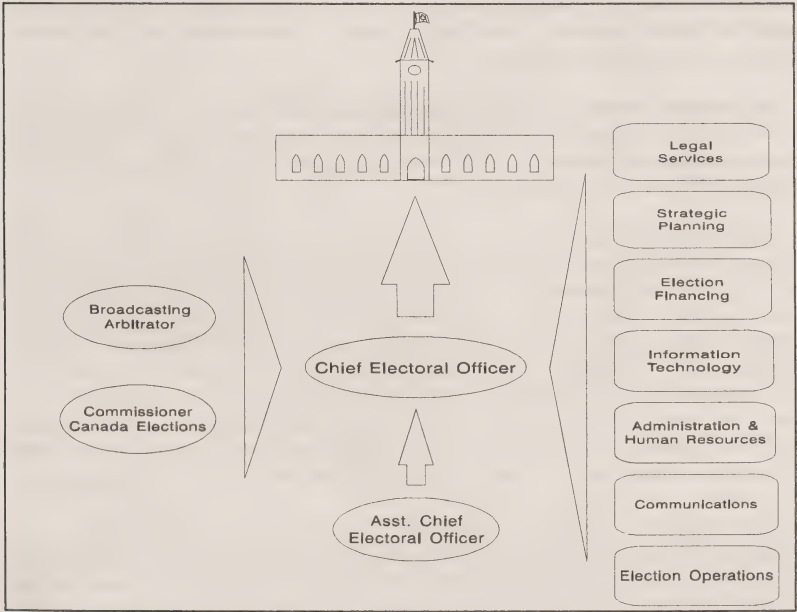 Legal
Services
Strategic
Planning
Election
Financing
Broadcasting
Arbitrator
Information
Technology
Chief Electoral Officer
Commissioner
Canada Elections
Administration &
Human Resources
Communications
Asst. Chief
Electoral Officer
Election Operations